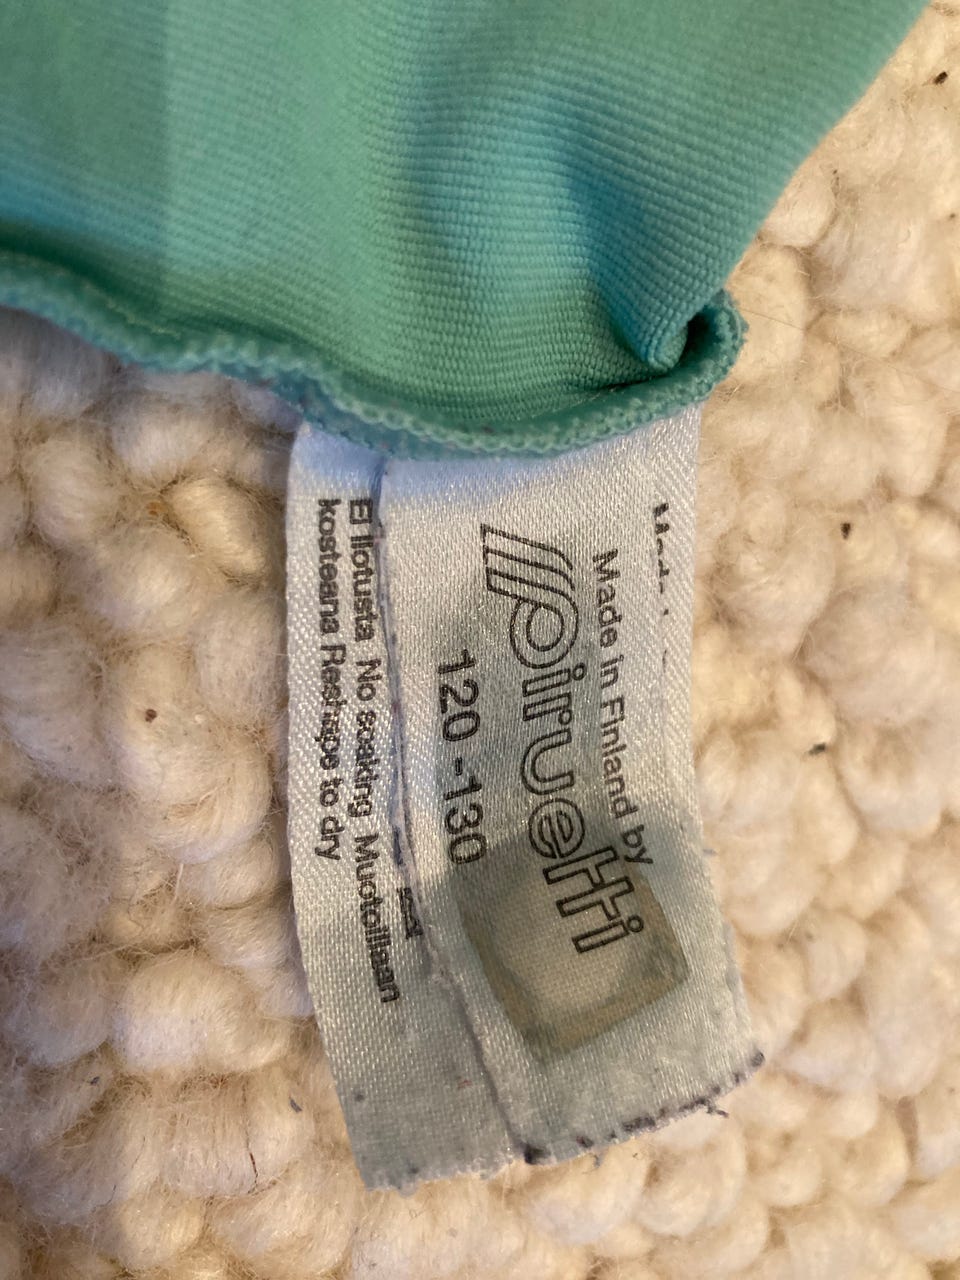 Made in Finland by
Piruetti
120 - 130
Ei liotusta No soaking Muotoillaan
kosteana Reshape to dry